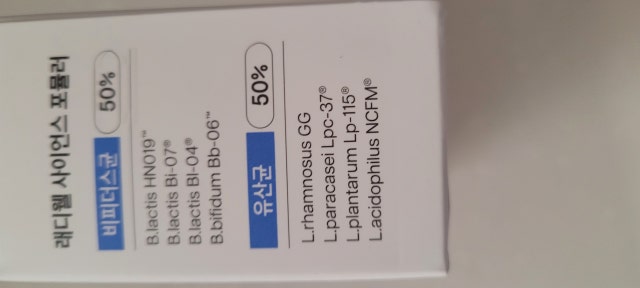 래디웰 사이언스 포뮬러
비피더스균 50%
B.lactis HN019™
B.lactis Bi-07®
B.lactis Bl-04®
B.bifidum Bb-06™
유산균 50%
L.rhamnosus GG
L.paracasei Lpc-37®
L.plantarum Lp-115®
L.acidophilus NCFM®